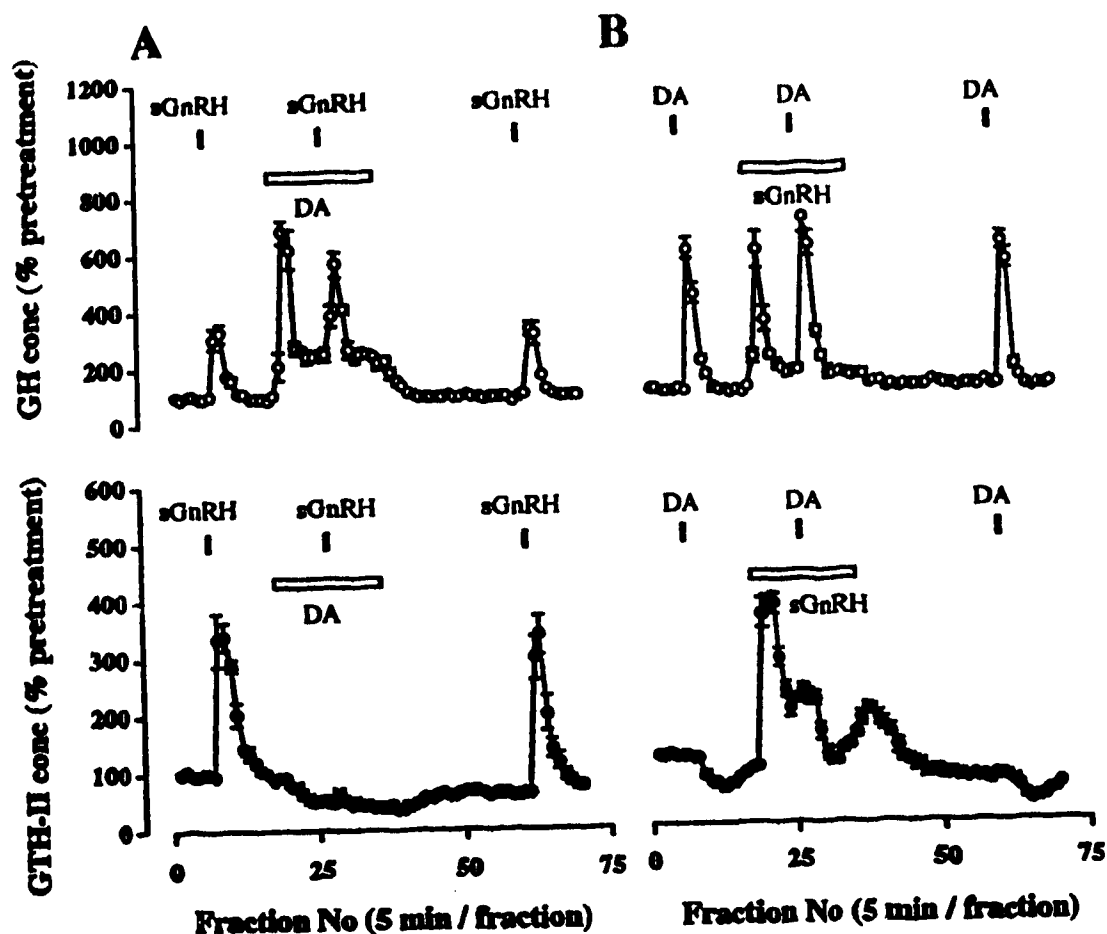 A
B
1200
1000
800
600
400
200
0
GH conc (% pretreatment)
sGnRH
sGnRH
sGnRH
DA
DA
DA
DA
sGnRH
600
500
400
300
200
100
0
GTH-II conc (% pretreatment)
sGnRH
sGnRH
sGnRH
DA
DA
DA
DA
sGnRH
0
25
50
75
0
25
50
75
Fraction No (5 min / fraction)
Fraction No (5 min / fraction)